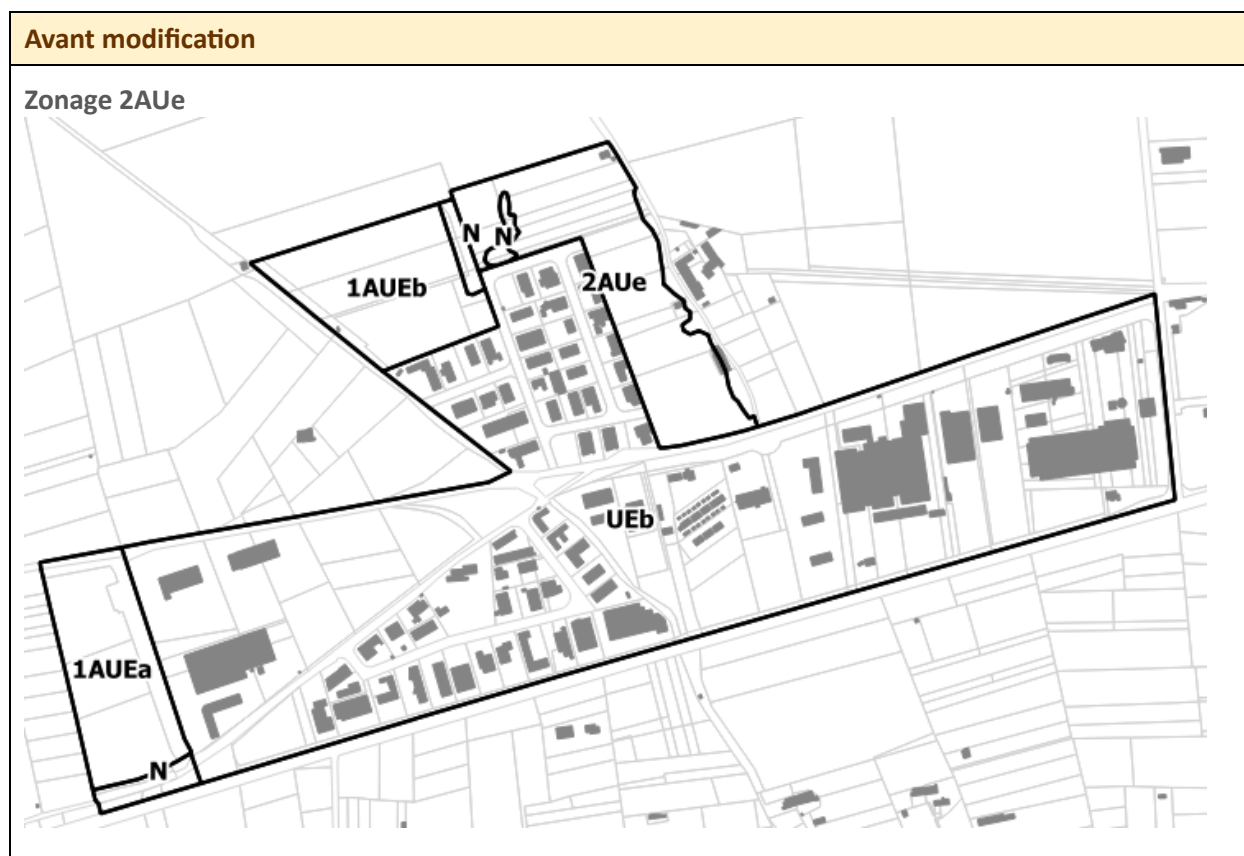 Avant modification
Zonage 2AUe
N
N
2AUe
1AUEb
UEb
1AUEa
N